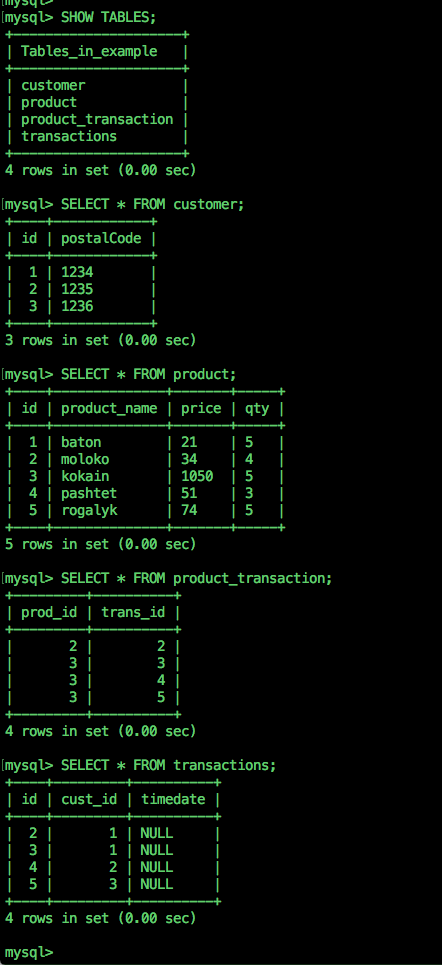 [mysql>
[mysql> SHOW TABLES;
+--------------------+
| Tables_in_example   |
+--------------------+
| customer            |
| product             |
| product_transaction |
| transactions        |
+--------------------+
4 rows in set (0.00 sec)
[mysql> SELECT * FROM customer;
+----+------------+
| id | postalCode |
+----+------------+
|  1 | 1234       |
|  2 | 1235       |
|  3 | 1236       |
+----+------------+
3 rows in set (0.00 sec)
[mysql> SELECT * FROM product;
+----+--------------+-------+-----+
| id | product_name | price | qty |
+----+--------------+-------+-----+
|  1 | baton        | 21    | 5   |
|  2 | moloko       | 34    | 4   |
|  3 | kokain       | 1050  | 5   |
|  4 | pashtet      | 51    | 3   |
|  5 | rogalyk      | 74    | 5   |
+----+--------------+-------+-----+
5 rows in set (0.00 sec)
[mysql> SELECT * FROM product_transaction;
+---------+----------+
| prod_id | trans_id |
+---------+----------+
|       2 |        2 |
|       3 |        3 |
|       3 |        4 |
|       3 |        5 |
+---------+----------+
4 rows in set (0.00 sec)
[mysql> SELECT * FROM transactions;
+----+---------+----------+
| id | cust_id | timedate |
+----+---------+----------+
|  2 |       1 | NULL     |
|  3 |       1 | NULL     |
|  4 |       2 | NULL     |
|  5 |       3 | NULL     |
+----+---------+----------+
4 rows in set (0.00 sec)
mysql>